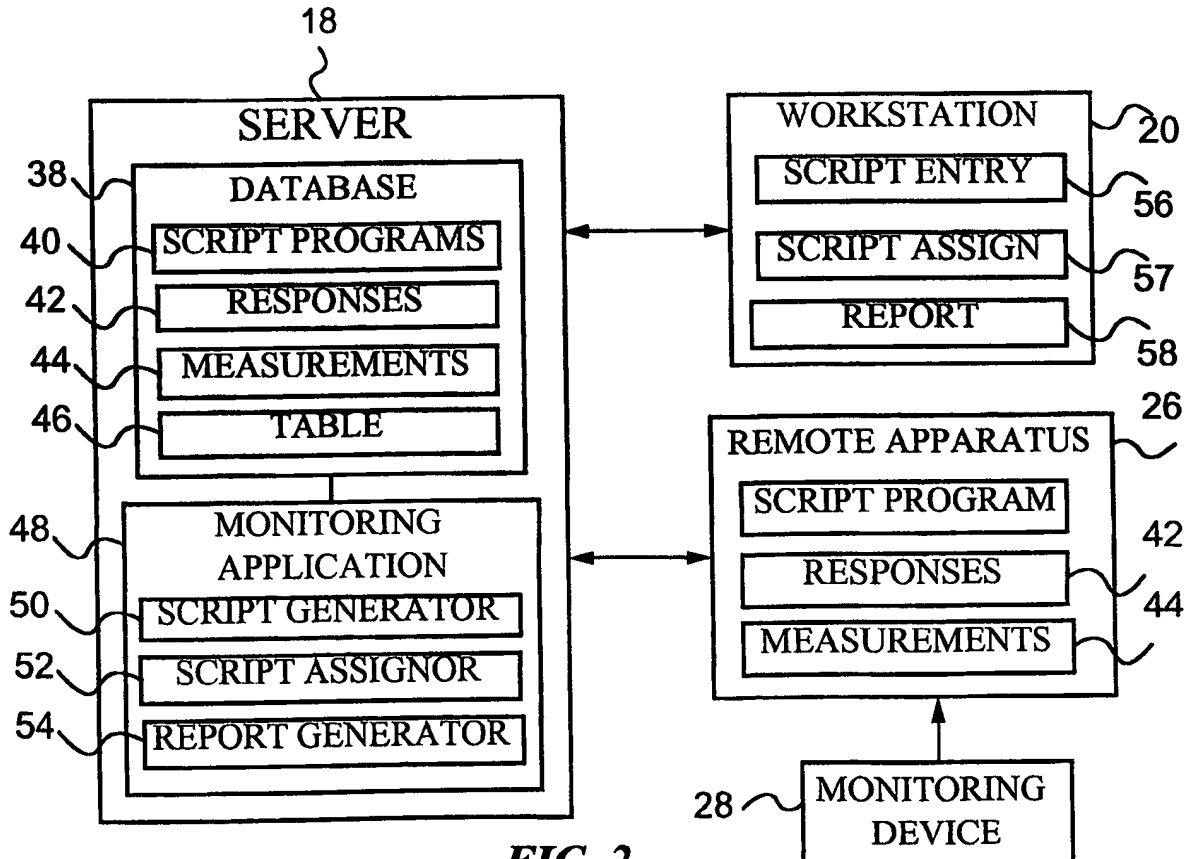 18
SERVER
38
DATABASE
40
SCRIPT PROGRAMS
42
RESPONSES
44
MEASUREMENTS
46
TABLE
48
MONITORING
APPLICATION
50
SCRIPT GENERATOR
52
SCRIPT ASSIGNOR
54
REPORT GENERATOR
WORKSTATION
20
SCRIPT ENTRY
56
SCRIPT ASSIGN
57
REPORT
58
26
REMOTE APPARATUS
SCRIPT PROGRAM
42
RESPONSES
44
MEASUREMENTS
28
MONITORING
DEVICE
FIG. 2